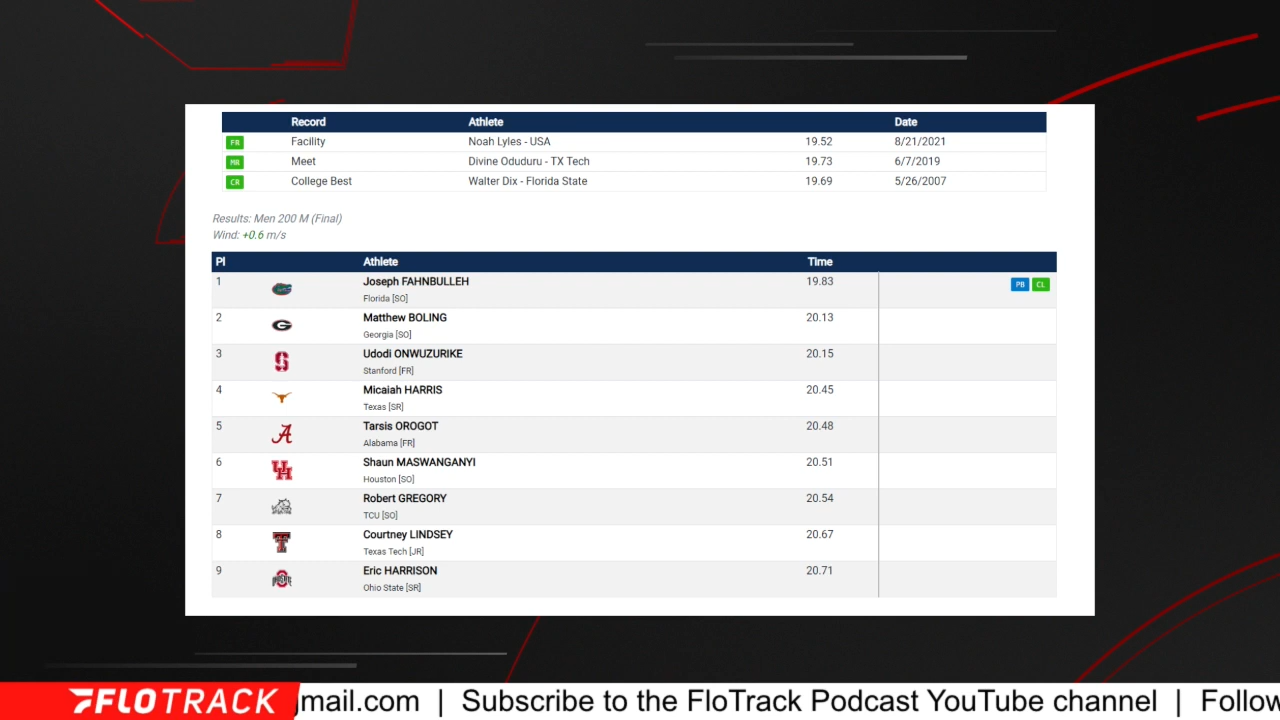 Record Athlete Date
FR Facility Noah Lyles - USA 19.52 8/21/2021
MR Meet Divine Oduduru - TX Tech 19.73 6/7/2019
CR College Best Walter Dix - Florida State 19.69 5/26/2007
Results: Men 200 M (Final)
Wind: +0.6 m/s
Pl Athlete Time
1 Joseph FAHNBULLEH 19.83 PB CL
Florida [SO]
2 Matthew BOLING 20.13
Georgia [SO]
3 Udodi ONWUZURIKE 20.15
Stanford [FR]
4 Micaiah HARRIS 20.45
Texas [SR]
5 Tarsis OROGOT 20.48
Alabama [FR]
6 Shaun MASWANGANYI 20.51
Houston [SO]
7 Robert GREGORY 20.54
TCU [SO]
8 Courtney LINDSEY 20.67
Texas Tech [JR]
9 Eric HARRISON 20.71
Ohio State [SR]
FLOTRACK mail.com | Subscribe to the FloTrack Podcast YouTube channel | Follow